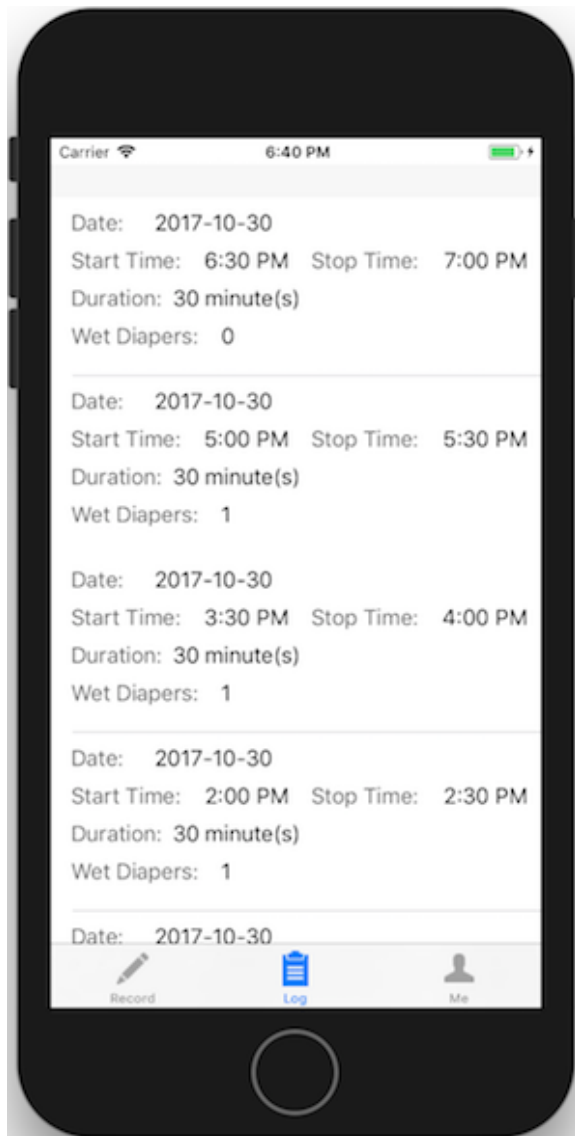 Carrier 6:40 PM
Date: 2017-10-30
Start Time: 6:30 PM Stop Time: 7:00 PM
Duration: 30 minute(s)
Wet Diapers: 0
Date: 2017-10-30
Start Time: 5:00 PM Stop Time: 5:30 PM
Duration: 30 minute(s)
Wet Diapers: 1
Date: 2017-10-30
Start Time: 3:30 PM Stop Time: 4:00 PM
Duration: 30 minute(s)
Wet Diapers: 1
Date: 2017-10-30
Start Time: 2:00 PM Stop Time: 2:30 PM
Duration: 30 minute(s)
Wet Diapers: 1
Date: 2017-10-30
Record Log Me